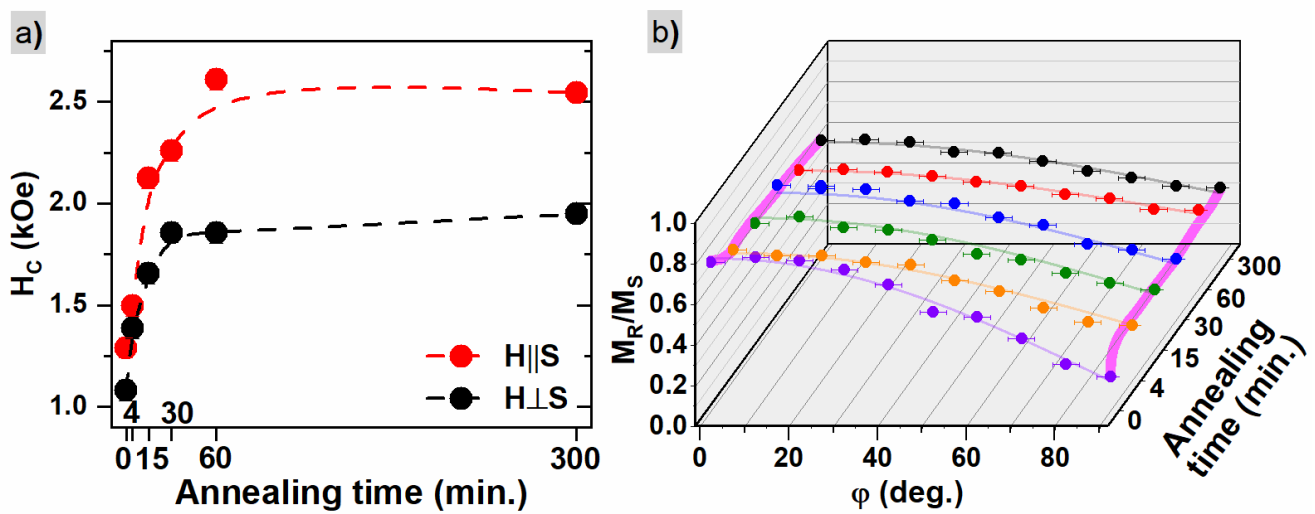 a)
2.5
2.0
1.5
1.0
H_C (kOe)
H||S
H⊥S
4
30
0
15
60
300
Annealing time (min.)
b)
1.0
0.8
0.6
0.4
0.2
0.0
M_R/M_S
0
20
40
60
80
φ (deg.)
0
4
15
30
60
300
Annealing
time (min.)